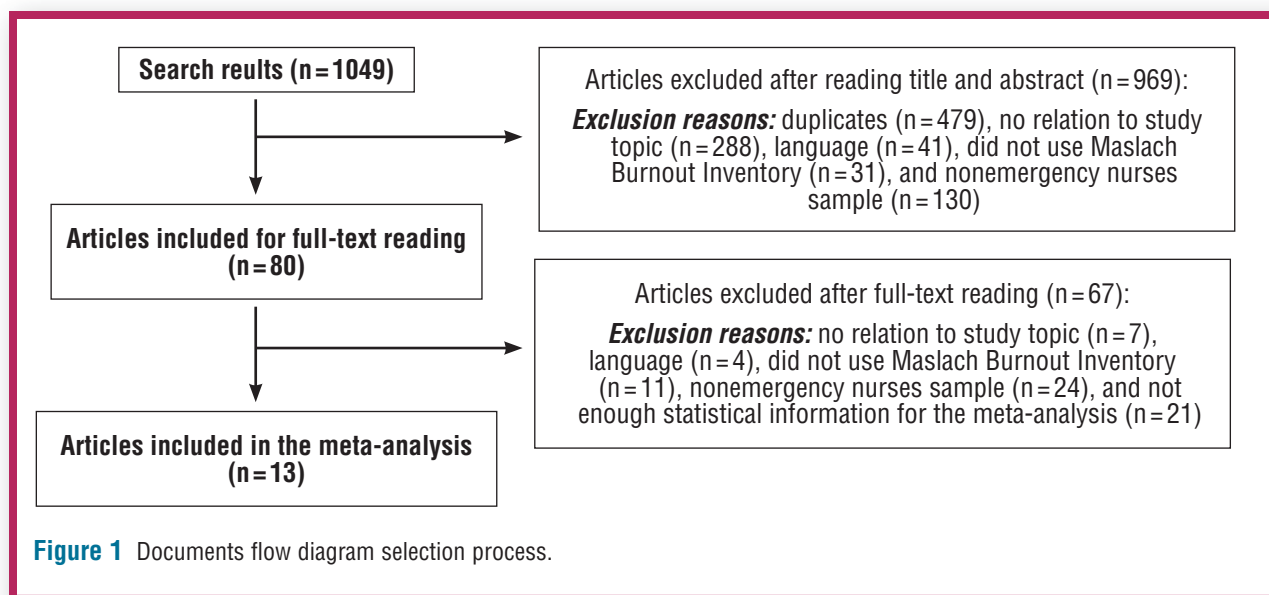 Search reults (n=1049)
Articles excluded after reading title and abstract (n=969):
Exclusion reasons: duplicates (n=479), no relation to study
topic (n=288), language (n=41), did not use Maslach
Burnout Inventory (n=31), and nonemergency nurses
sample (n=130)
Articles included for full-text reading
(n=80)
Articles excluded after full-text reading (n=67):
Exclusion reasons: no relation to study topic (n=7),
language (n=4), did not use Maslach Burnout Inventory
(n=11), nonemergency nurses sample (n=24), and not
enough statistical information for the meta-analysis (n=21)
Articles included in the meta-analysis
(n=13)
Figure 1 Documents flow diagram selection process.